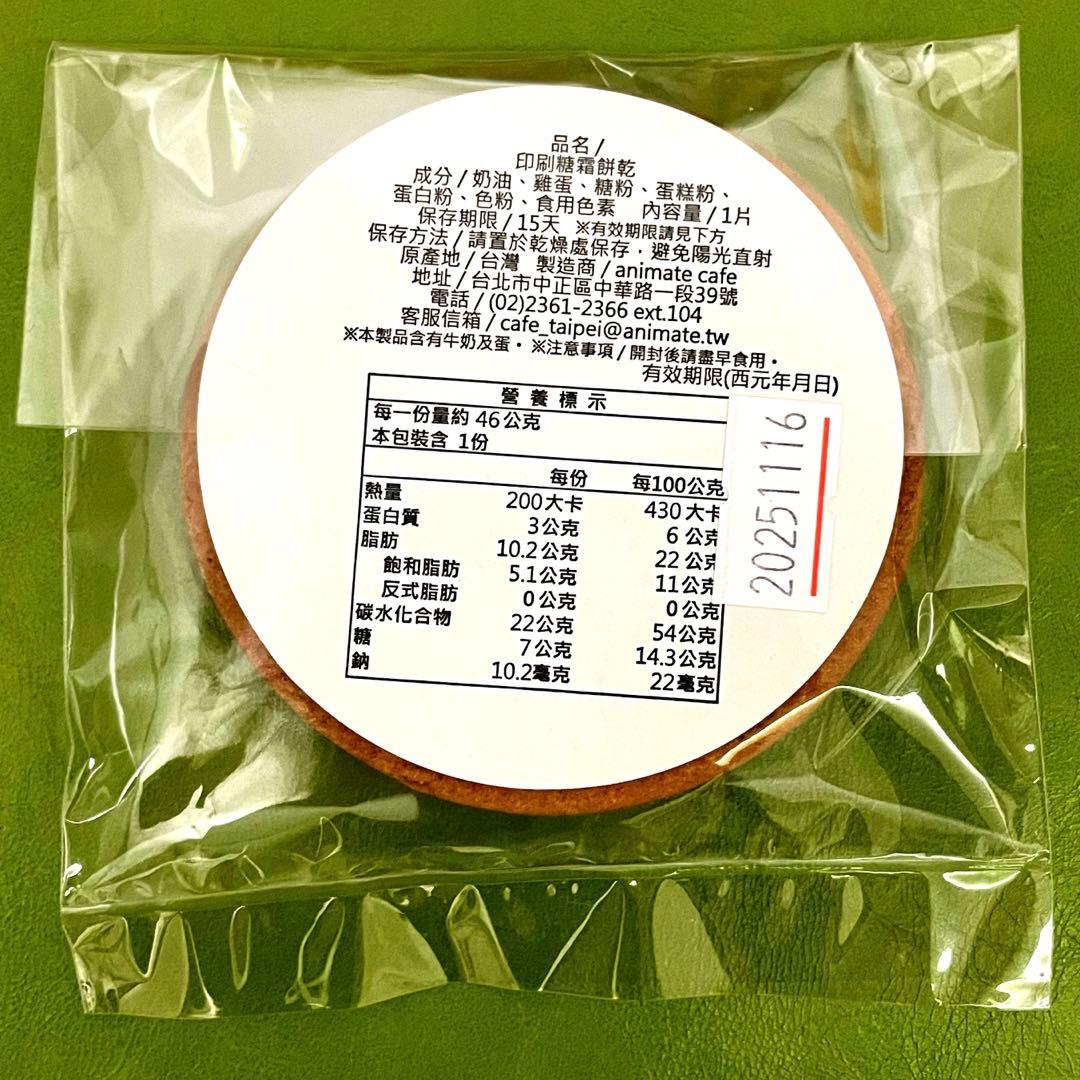 品名/
印刷糖霜餅乾
成分/奶油、雞蛋、糖粉、蛋糕粉、
蛋白粉、色粉、食用色素 內容量/1片
保存期限/15天 ※有效期限請見下方
保存方法/請置於乾燥處保存,避免陽光直射
原產地/台灣 製造商/animate cafe
地址/台北市中正區中華路一段39號
電話/(02)2361-2366 ext.104
客服信箱/cafe_taipei@animate.tw
※本製品含有牛奶及蛋。※注意事項/開封後請盡早食用。
有效期限(西元年月日)
20251116
營養標示
每一份量約 46公克
本包裝含 1份
每份 每100公克
熱量 200大卡 430大卡
蛋白質 3公克 6公克
脂肪 10.2公克 22公克
飽和脂肪 5.1公克 11公克
反式脂肪 0公克 0公克
碳水化合物 22公克 54公克
糖 7公克 14.3公克
鈉 10.2毫克 22毫克